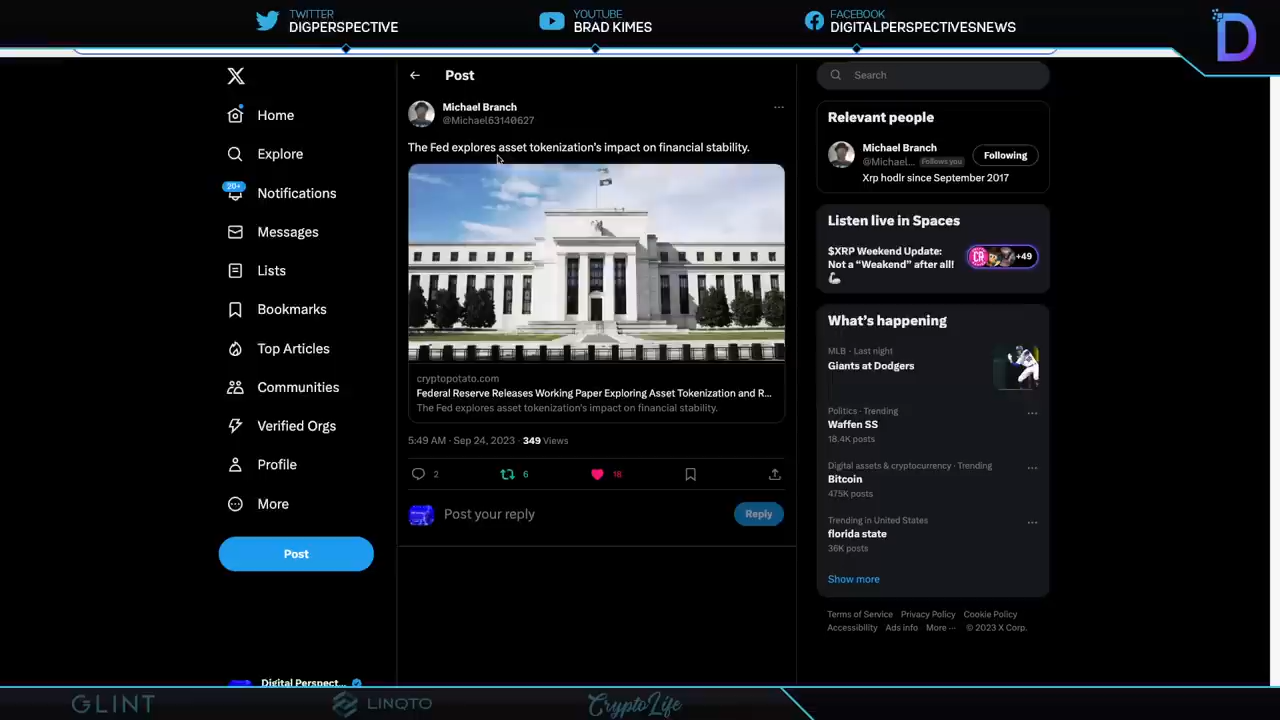 TWITTER
DIGPERSPECTIVE
YOUTUBE
BRAD KIMES
FACEBOOK
DIGITALPERSPECTIVESNEWS
D
Home
Explore
20+
Notifications
Messages
Lists
Bookmarks
Top Articles
Communities
Verified Orgs
Profile
More
Post
Digital Perspect...
Post
Michael Branch
@Michael63140627
The Fed explores asset tokenization's impact on financial stability.
cryptopotato.com
Federal Reserve Releases Working Paper Exploring Asset Tokenization and R...
The Fed explores asset tokenization's impact on financial stability.
5:49 AM · Sep 24, 2023 · 349 Views
2 6 18
Post your reply
Reply
Search
Relevant people
Michael Branch
@Michael... Follows you
Following
Xrp hodlr since September 2017
Listen live in Spaces
$XRP Weekend Update:
Not a “Weekend” after all!
CR +49
What's happening
MLB · Last night
Giants at Dodgers
Politics · Trending
Waffen SS
18.4K posts
Digital assets & cryptocurrency · Trending
Bitcoin
475K posts
Trending in United States
florida state
36K posts
Show more
Terms of Service Privacy Policy Cookie Policy
Accessibility Ads info More ··· © 2023 X Corp.
GLINT
LINQTO
CryptoLife